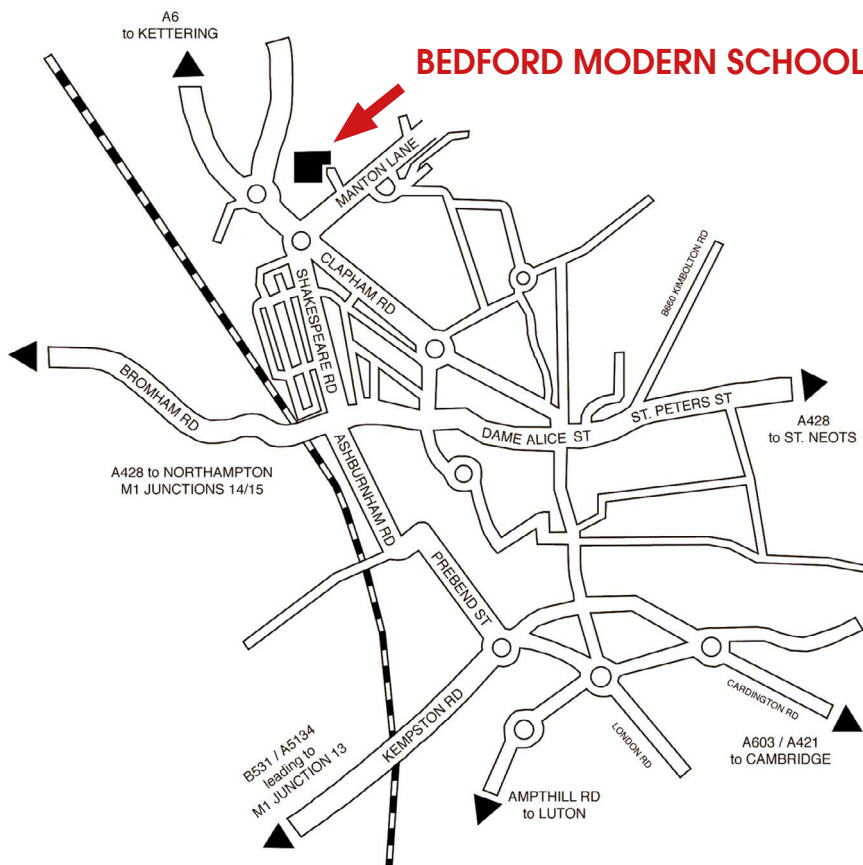 A6
to KETTERING
BEDFORD MODERN SCHOOL
MANTON LANE
CLAPHAM RD
SHAKESPEARE RD
B660 KIMBOLTON RD
BROMHAM RD
ST. PETERS ST
DAME ALICE ST
A428
to ST. NEOTS
A428 to NORTHAMPTON
M1 JUNCTIONS 14/15
ASHBURNHAM RD
PREBEND ST
KEMPSTON RD
CARDINGTON RD
LONDON RD
A603 / A421
to CAMBRIDGE
B531 / A5134
leading to
M1 JUNCTION 13
AMPTHILL RD
to LUTON